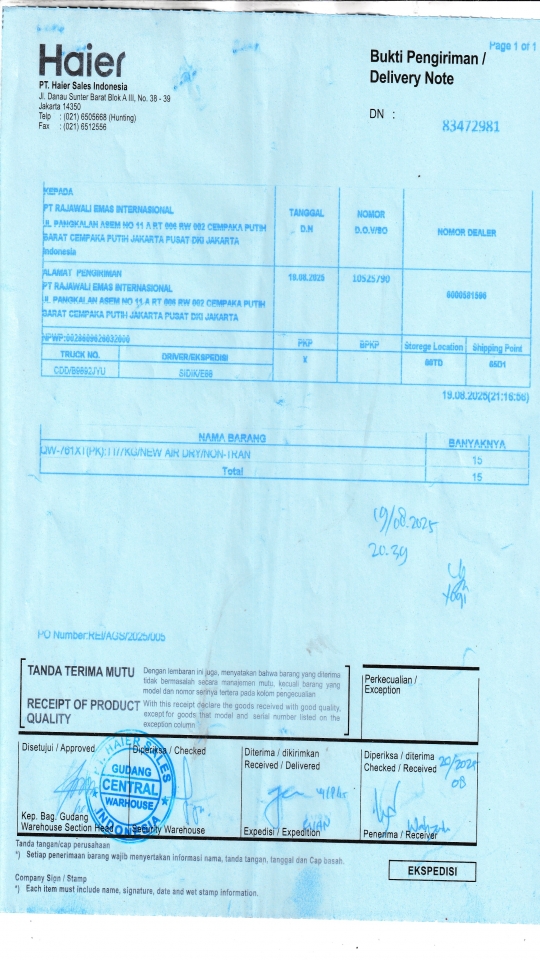 Page 1 of 1
Haier
PT. Haier Sales Indonesia
Jl. Danau Sunter Barat Blok A III, No. 38 - 39
Jakarta 14350
Telp : (021) 6505668 (Hunting)
Fax : (021) 6512556
Bukti Pengiriman /
Delivery Note
DN :
83472981
KEPADA
PT RAJAWALI EMAS INTERNASIONAL
JL. PANGKALAN ASEM NO 11 A RT 006 RW 002 CEMPAKA PUTIH
BARAT CEMPAKA PUTIH JAKARTA PUSAT DKI JAKARTA
Indonesia
TANGGAL
D.N
NOMOR
NOMOR DEALER
ALAMAT PENGIRIMAN
PT RAJAWALI EMAS INTERNASIONAL
JL. PANGKALAN ASEM NO 11 A RT 006 RW 002 CEMPAKA PUTIH
BARAT CEMPAKA PUTIH JAKARTA PUSAT DKI JAKARTA
19.08.2025
10525790
PKP
BPKP
Storege Location
Shipping Point
TRUCK NO.
DRIVER/EKSPEDISI
X
19.08.2025(21:16:56)
NAMA BARANG
BANYAKNYA
NEW AIR DRY/NON-TRAN
15
Total
15
19/08.2025
20.39
Yogi
PO Number:REI/AGS/2025/005
TANDA TERIMA MUTU
Dengan lembaran ini juga, menyatakan bahwa barang yang diterima
tidak bermasalah secara manajemen mutu, kecuali barang yang
model dan nomor serinya tertera pada kolom pengecualian
RECEIPT OF PRODUCT
QUALITY
With this receipt declare the goods received with good quality,
except for goods that model and serial number listed on the
exception column
Perkecualian /
Exception
Disetujui / Approved
Diperiksa / Checked
Diterima / dikirimkan
Received / Delivered
Diperiksa / diterima
Checked / Received
20/2025
08
PT. HAIER SALES
GUDANG
CENTRAL
WARHOUSE
INDONESIA
Kep. Bag. Gudang
Warehouse Section Head
Security Warehouse
Expedisi / Expedition
Penerima / Receiver
Tanda tangan/cap perusahaan
*) Setiap penerimaan barang wajib menyertakan informasi nama, tanda tangan, tanggal dan Cap basah.
EKSPEDISI
Company Sign / Stamp
*) Each item must include name, signature, date and wet stamp information.